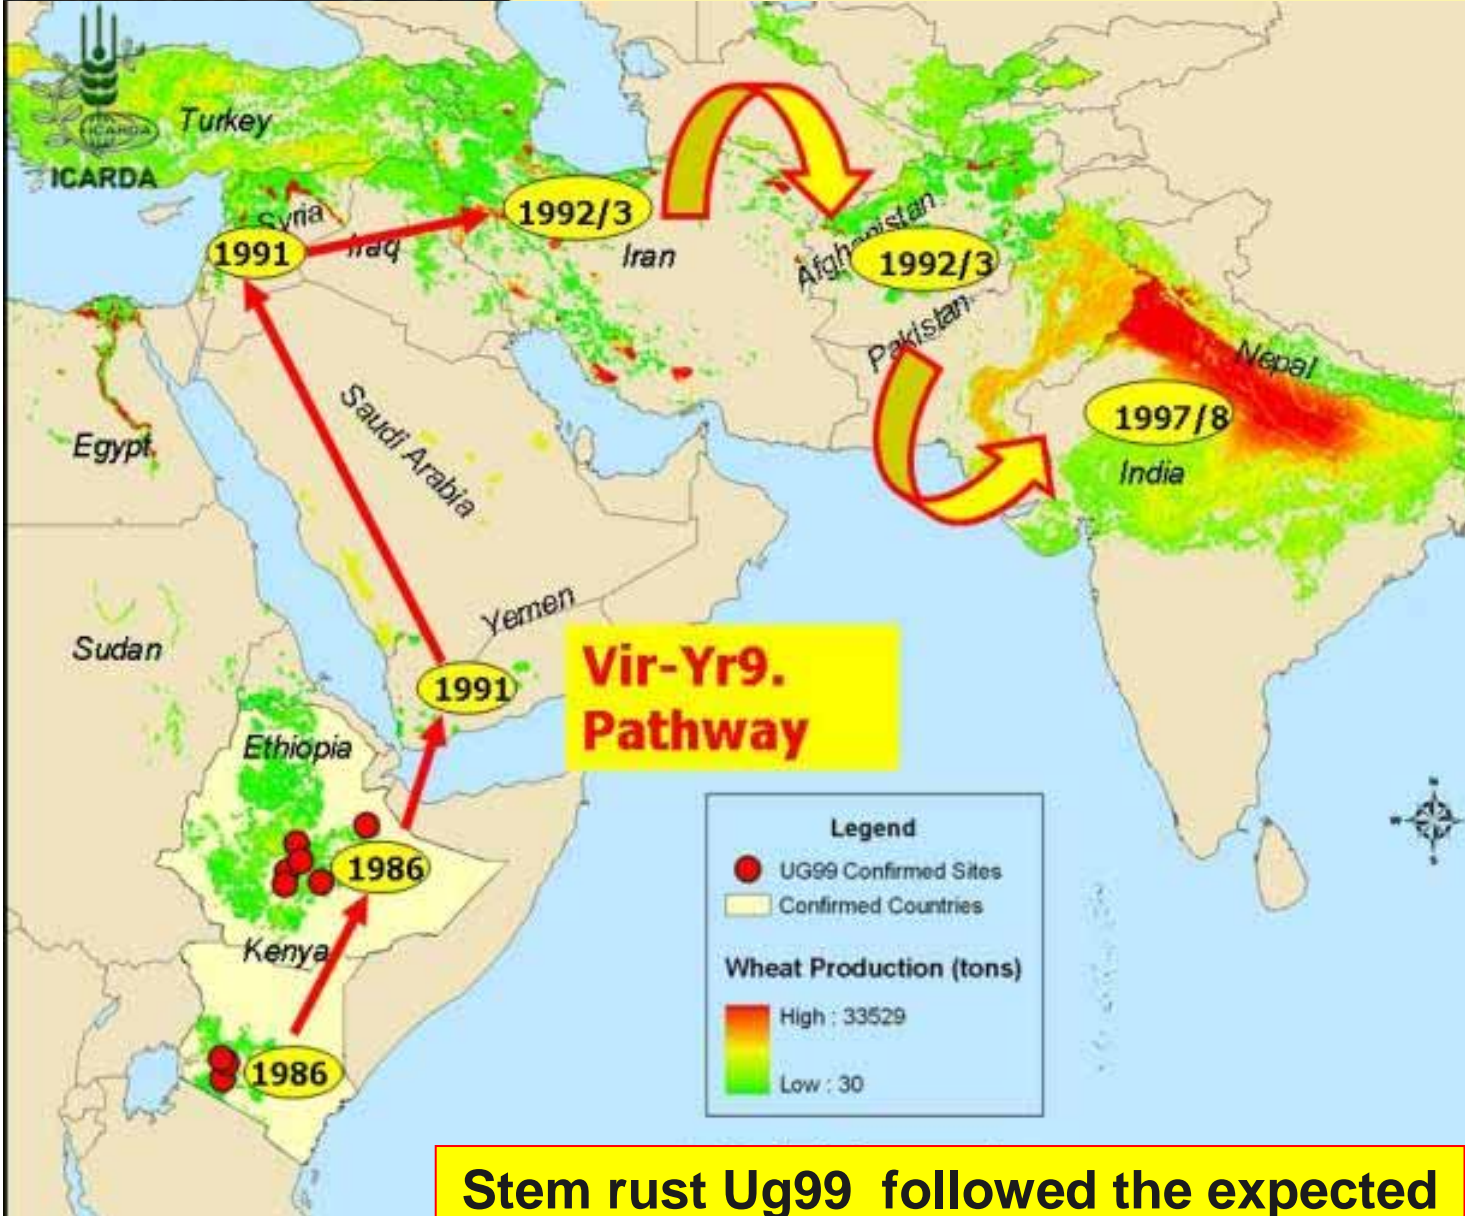 ICARDA
ICARDA
Turkey
Syria
Iraq
Iran
Afghanistan
Pakistan
Nepal
India
Egypt
Saudi Arabia
Yemen
Sudan
Ethiopia
Kenya
1992/3
1991
1992/3
1997/8
1991
1986
1986
Vir-Yr9.
Pathway
Legend
UG99 Confirmed Sites
Confirmed Countries
Wheat Production (tons)
High : 33529
Low : 30
N
W
S
Stem rust Ug99 followed the expected